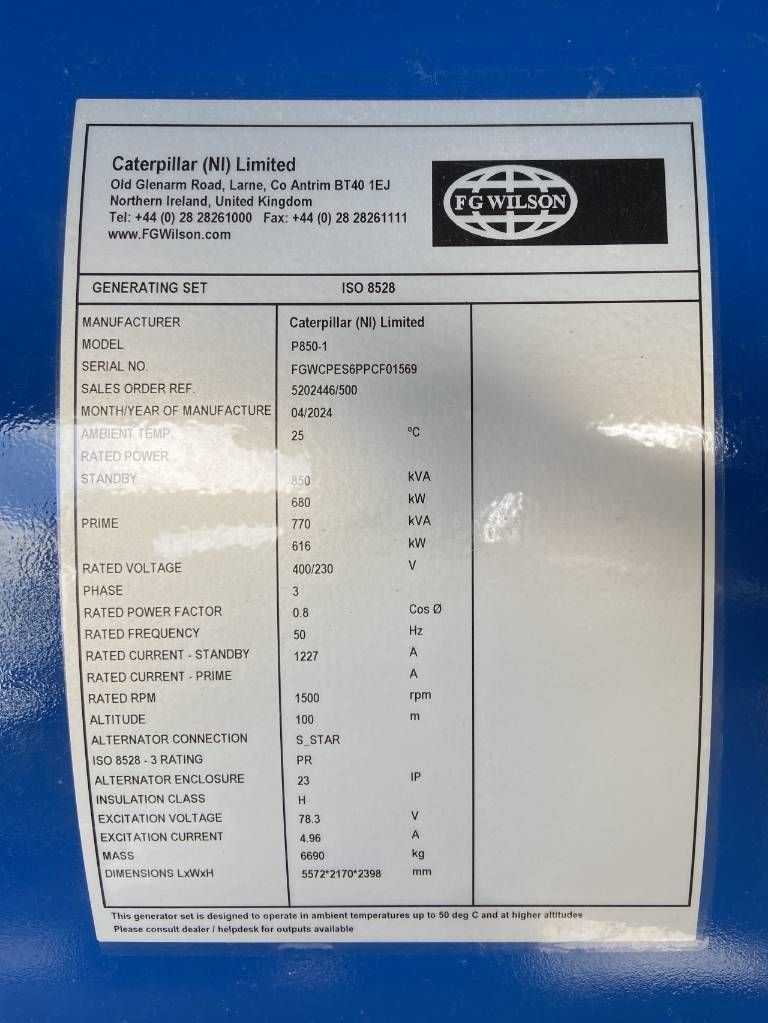 Caterpillar (NI) Limited
Old Glenarm Road, Larne, Co Antrim BT40 1EJ
Northern Ireland, United Kingdom
Tel: +44 (0) 28 28261000 Fax: +44 (0) 28 28261111
www.FGWilson.com
FG WILSON
GENERATING SET ISO 8528
MANUFACTURER Caterpillar (NI) Limited
MODEL P850-1
SERIAL NO. FGWCPES6PPCF01569
SALES ORDER REF. 5202446/500
MONTH/YEAR OF MANUFACTURE 04/2024
AMBIENT TEMP. 25 ºC
RATED POWER
STANDBY 850 kVA
680 kW
PRIME 770 kVA
616 kW
RATED VOLTAGE 400/230 V
PHASE 3
RATED POWER FACTOR 0.8 Cos Ø
RATED FREQUENCY 50 Hz
RATED CURRENT - STANDBY 1227 A
RATED CURRENT - PRIME A
RATED RPM 1500 rpm
ALTITUDE 100 m
ALTERNATOR CONNECTION S_STAR
ISO 8528 - 3 RATING PR
ALTERNATOR ENCLOSURE 23 IP
INSULATION CLASS H
EXCITATION VOLTAGE 78.3 V
EXCITATION CURRENT 4.96 A
MASS 6690 kg
DIMENSIONS LxWxH 5572*2170*2398 mm
This generator set is designed to operate in ambient temperatures up to 50 deg C and at higher altitudes
Please consult dealer / helpdesk for outputs available